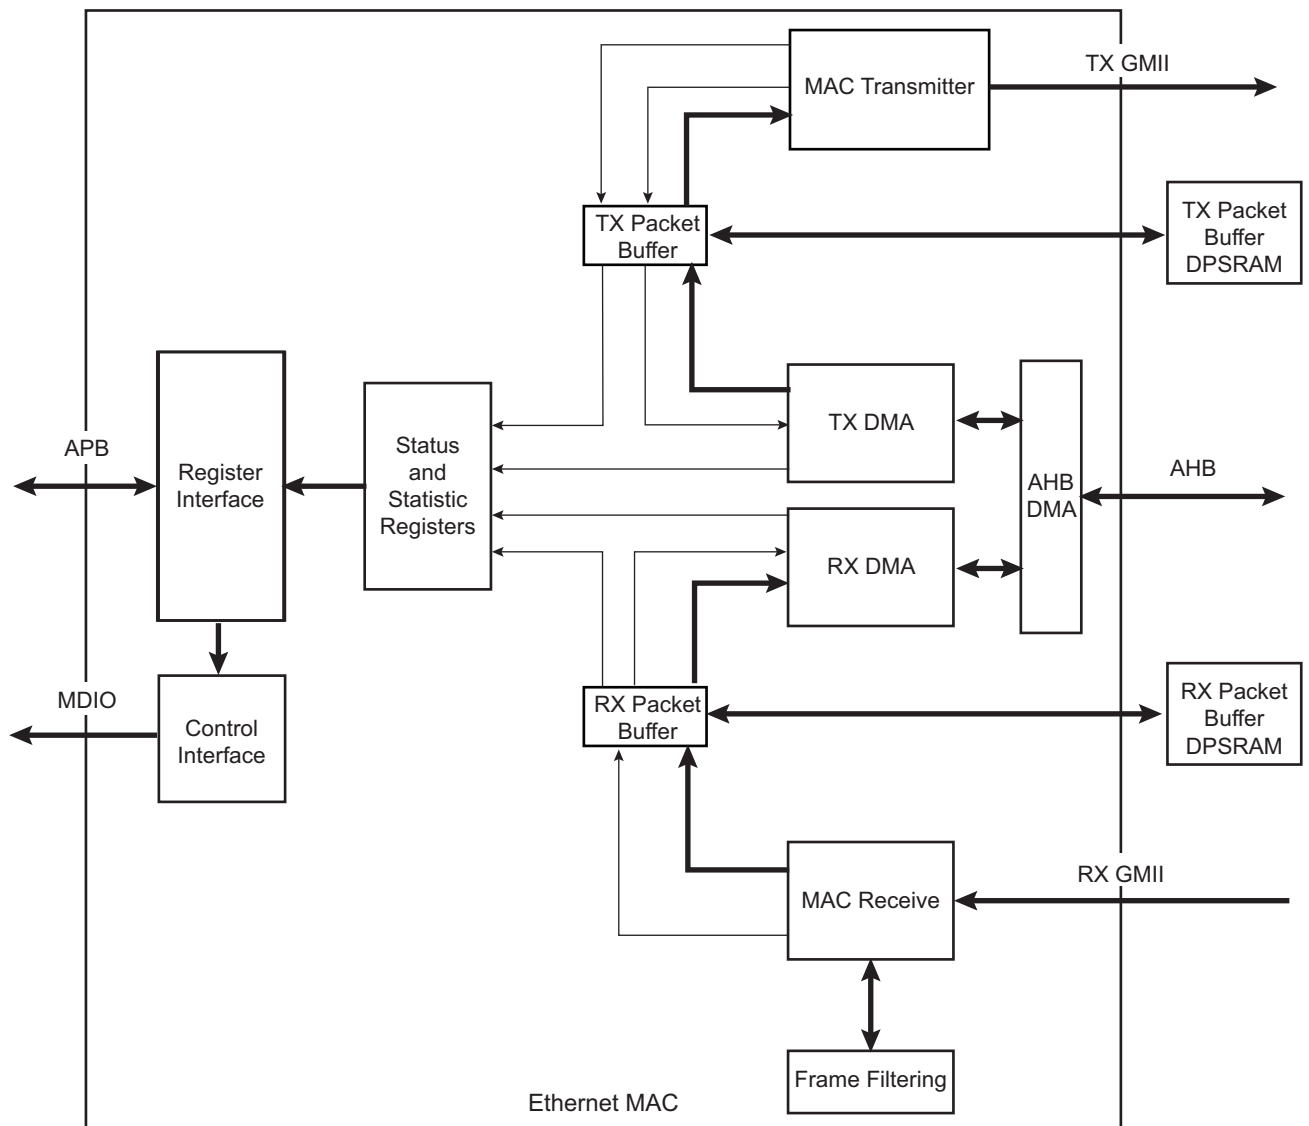 TX GMII
MAC Transmitter
TX Packet
Buffer
TX Packet
Buffer
DPSRAM
APB
Register
Interface
Status
and
Statistic
Registers
TX DMA
RX DMA
AHB
DMA
AHB
MDIO
Control
Interface
RX Packet
Buffer
RX Packet
Buffer
DPSRAM
MAC Receive
RX GMII
Frame Filtering
Ethernet MAC